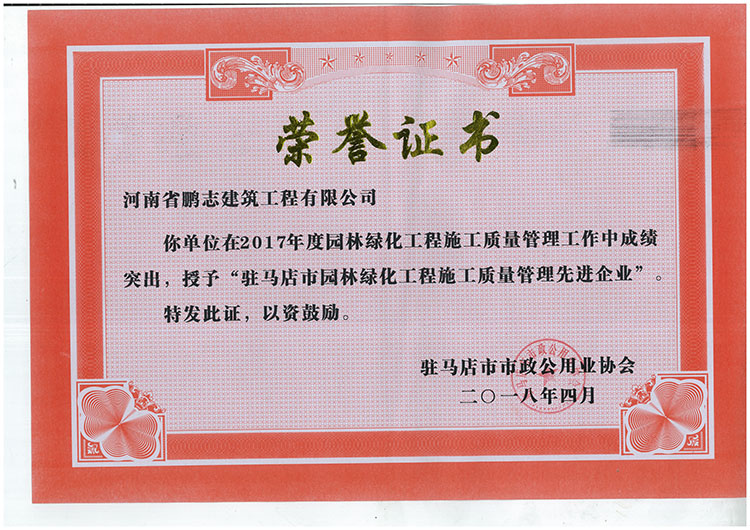 荣誉证书
河南省鹏志建筑工程有限公司
你单位在2017年度园林绿化工程施工质量管理工作中成绩
突出，授予“驻马店市园林绿化工程施工质量管理先进企业”。
特发此证，以资鼓励。
驻马店市市政公用业协会
二〇一八年四月